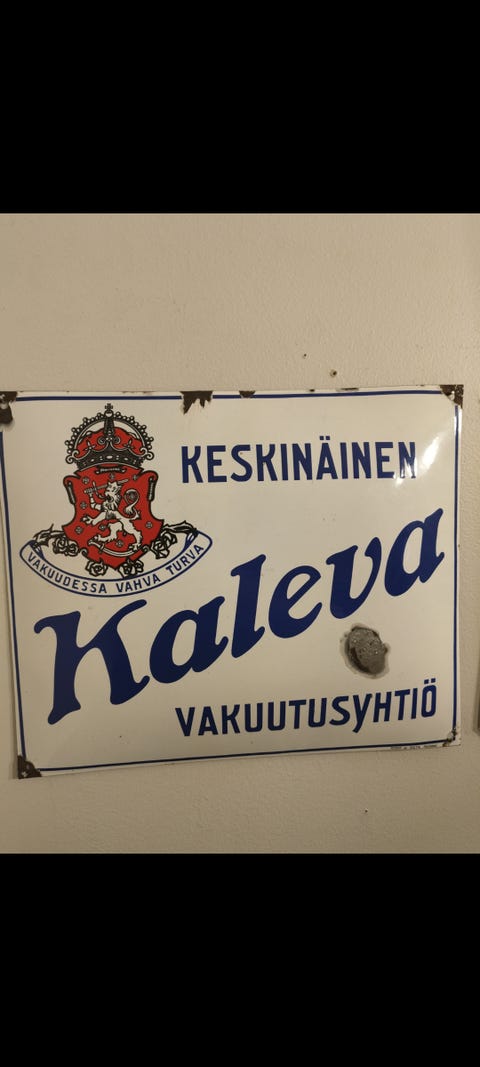 KESKINÄINEN
VAKUUDESSA VAHVA TURVA
Kaleva
VAKUUTUSYHTIÖ